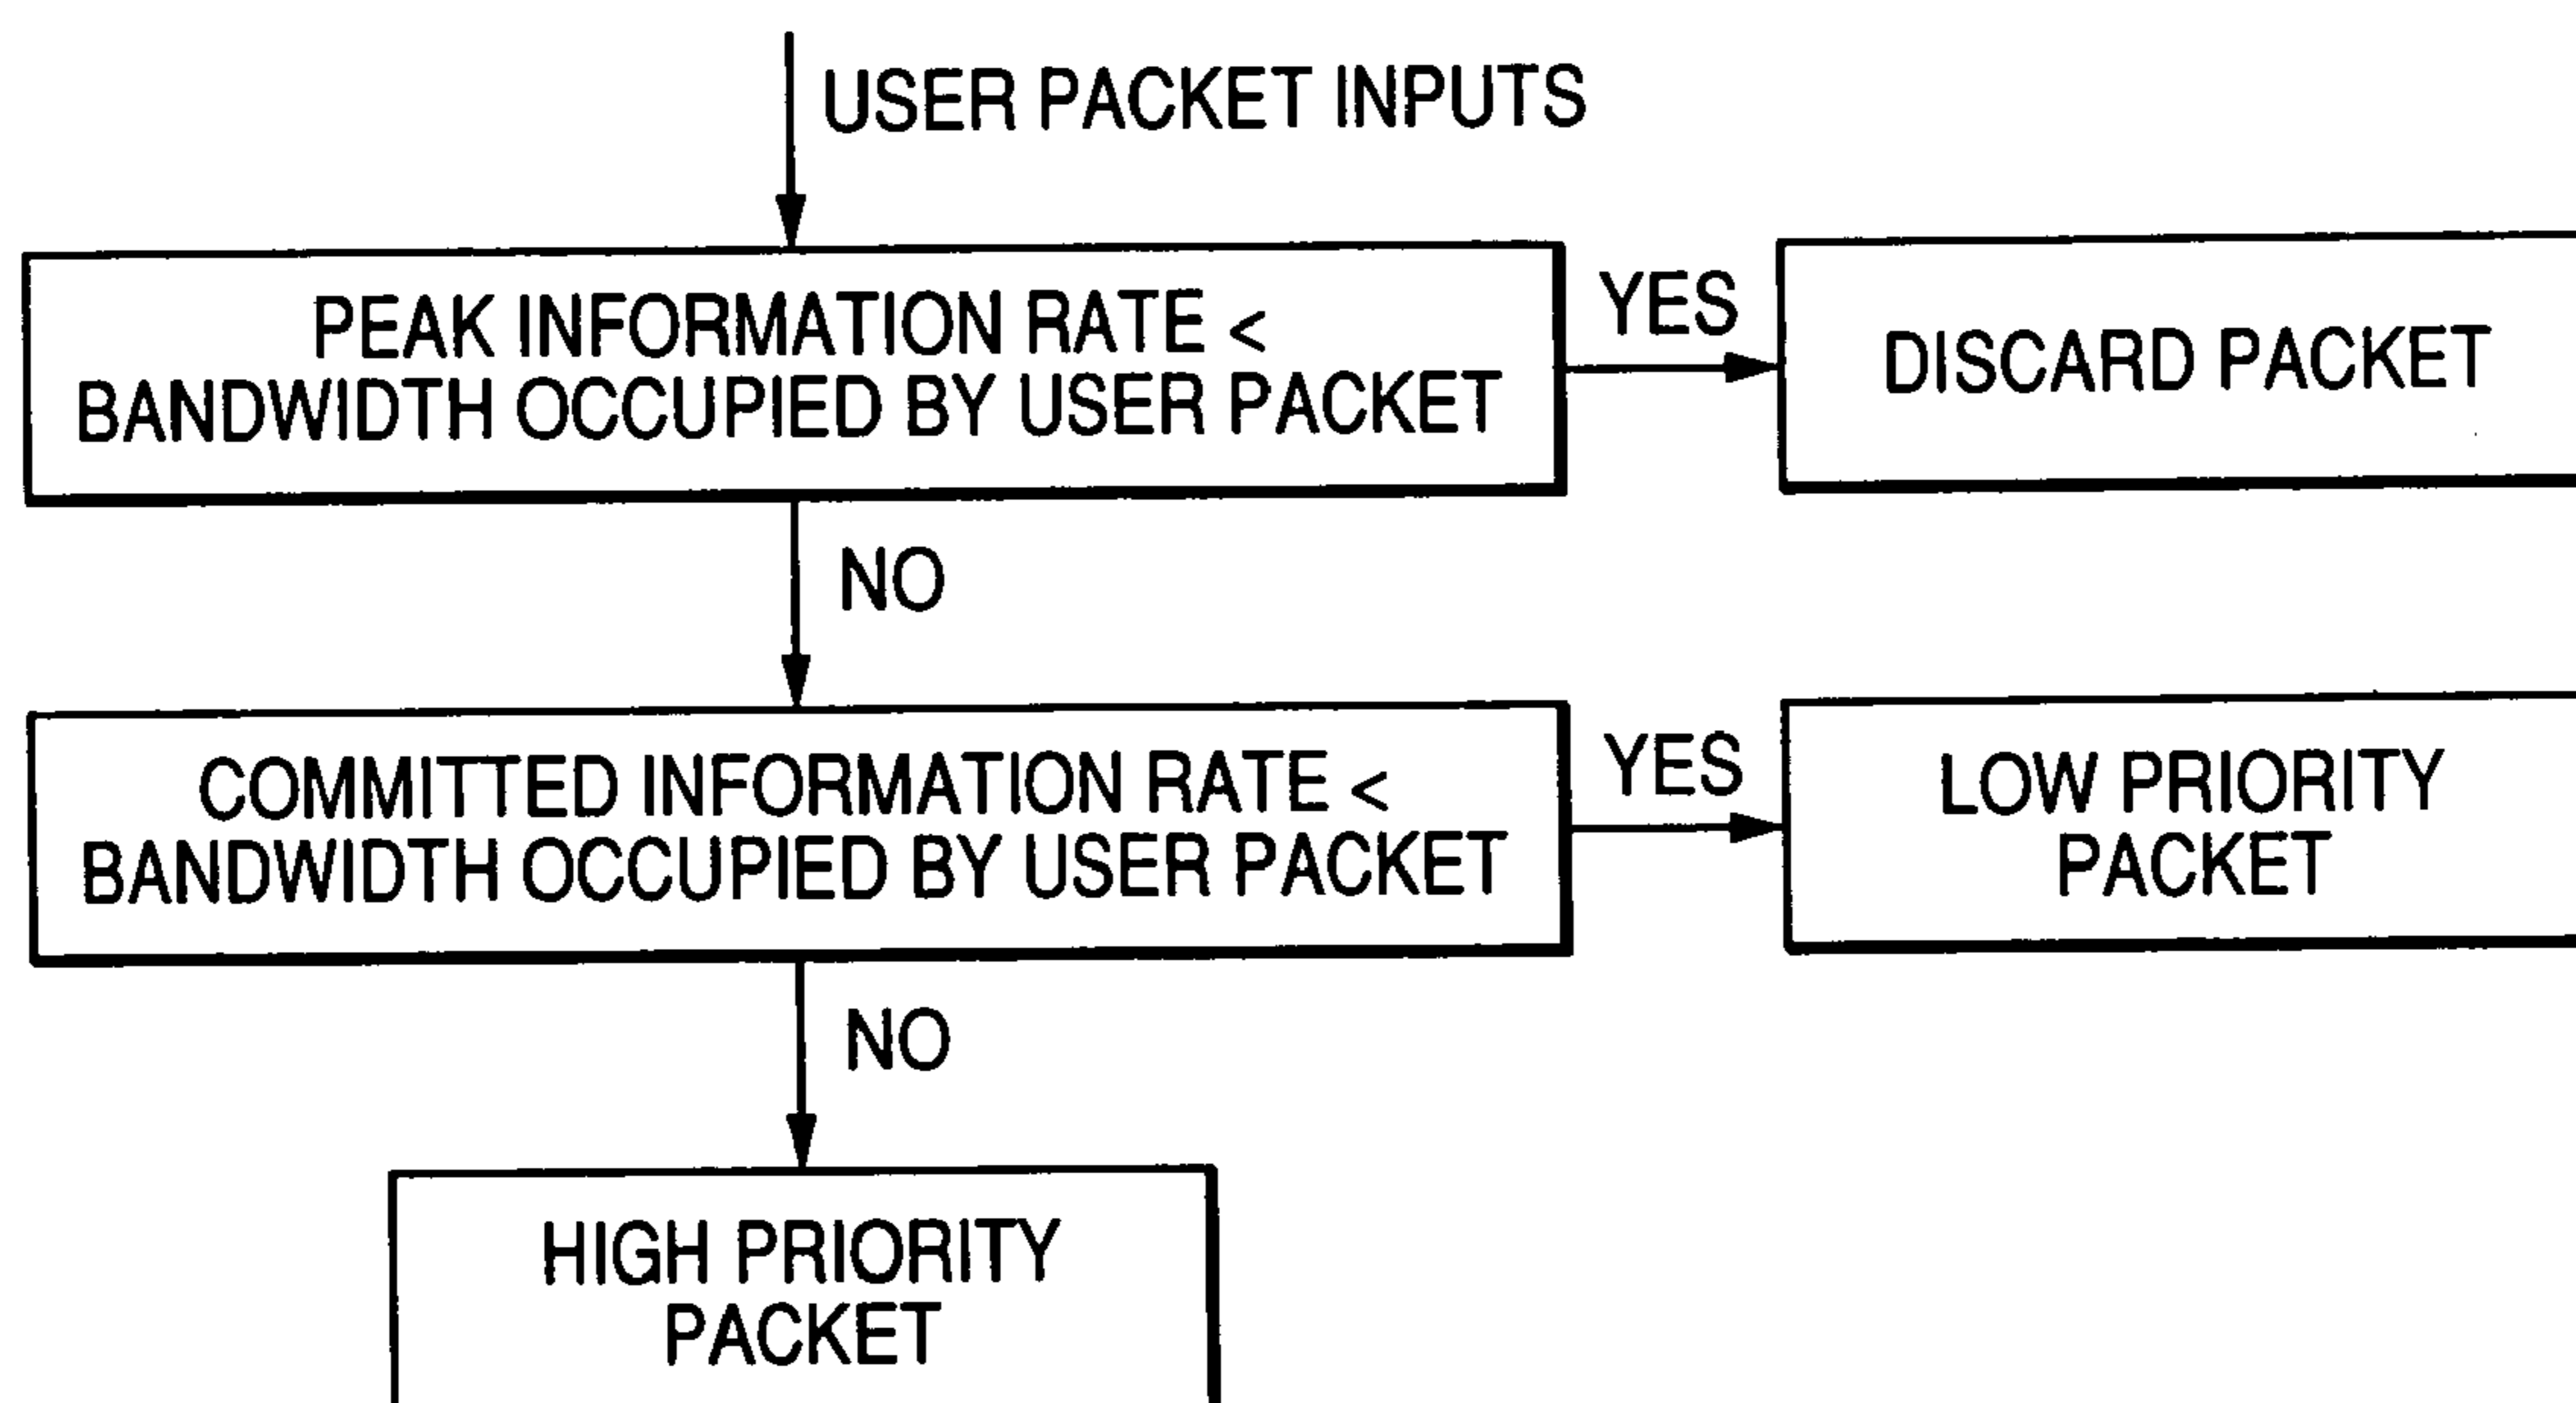 USER PACKET INPUTS
PEAK INFORMATION RATE <
BANDWIDTH OCCUPIED BY USER PACKET
YES
DISCARD PACKET
NO
COMMITTED INFORMATION RATE <
BANDWIDTH OCCUPIED BY USER PACKET
YES
LOW PRIORITY
PACKET
NO
HIGH PRIORITY
PACKET